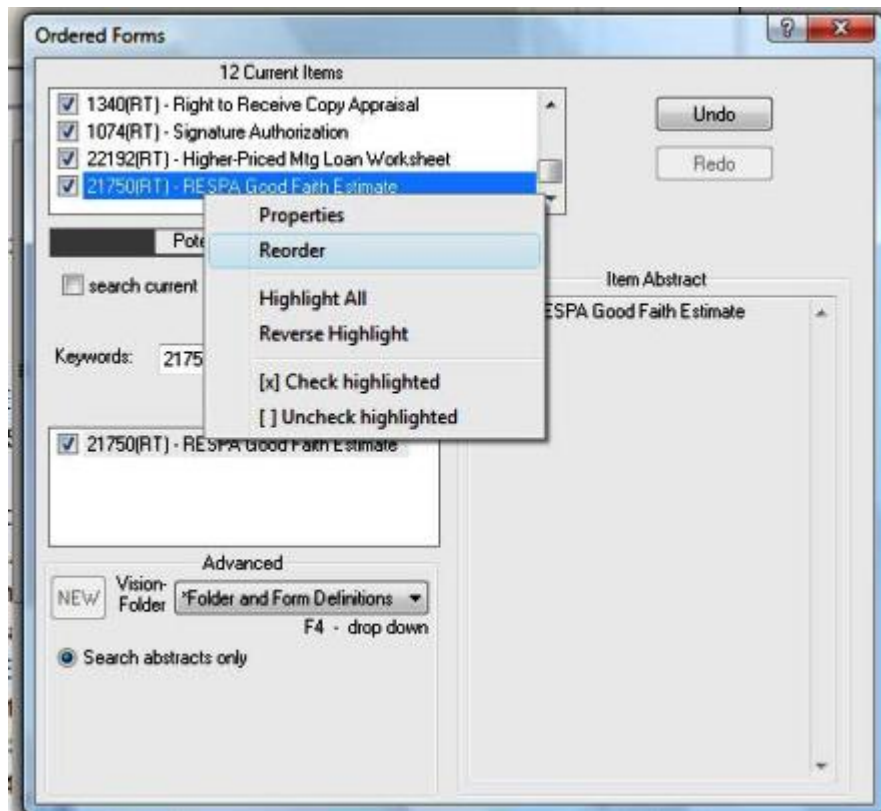 Ordered Forms
12 Current Items
1340(RT) - Right to Receive Copy Appraisal
1074(RT) - Signature Authorization
22192(RT) - Higher-Priced Mtg Loan Worksheet
21750(RT) - RESPA Good Faith Estimate
Undo
Redo
Properties
Reorder
Highlight All
Reverse Highlight
[x] Check highlighted
[ ] Uncheck highlighted
Pote
search current
Keywords: 2175
Item Abstract
ESPA Good Faith Estimate
21750(RT) - RESPA Good Faith Estimate
Advanced
NEW
Vision-
Folder
*Folder and Form Definitions
F4 - drop down
Search abstracts only